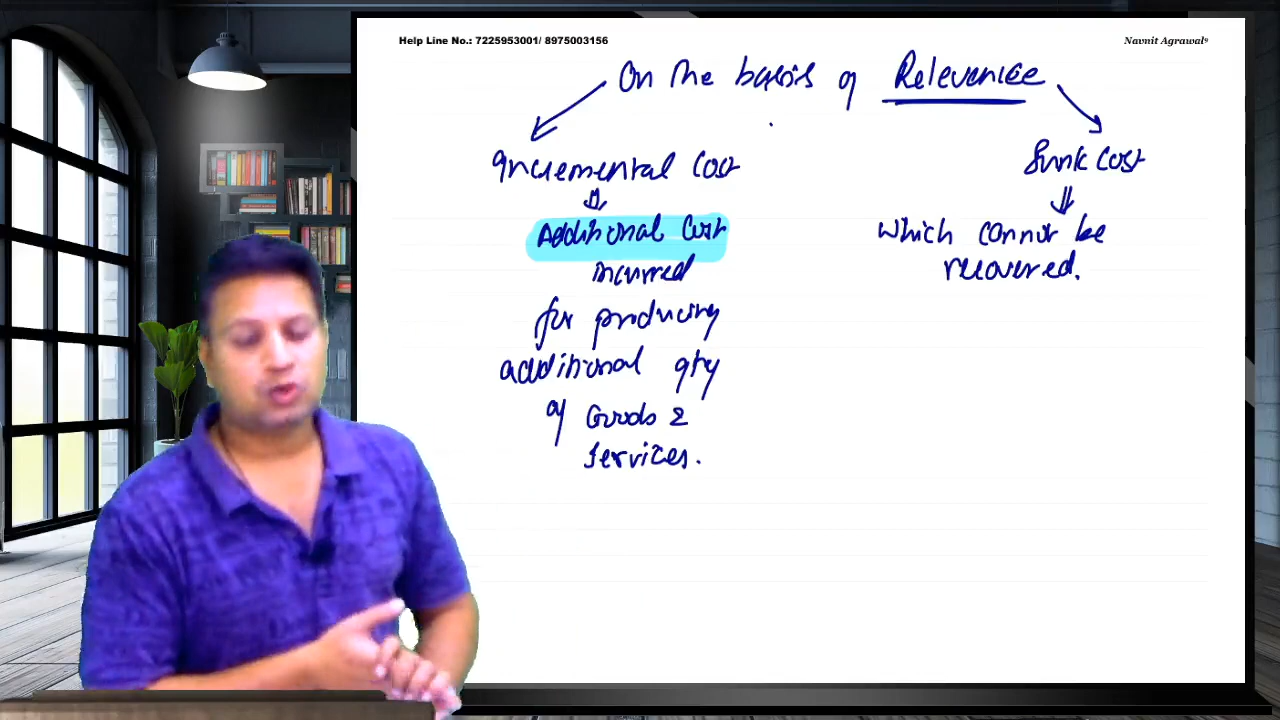 Help Line No.: 7225953001/ 8975003156
Navnit Agrawal9
On the basis of Relevance
Incremental Cost
Sunk Cost
Additional Cost
incurred
for producing
additional qty
of Goods &
Services.
which cannot be
recovered.